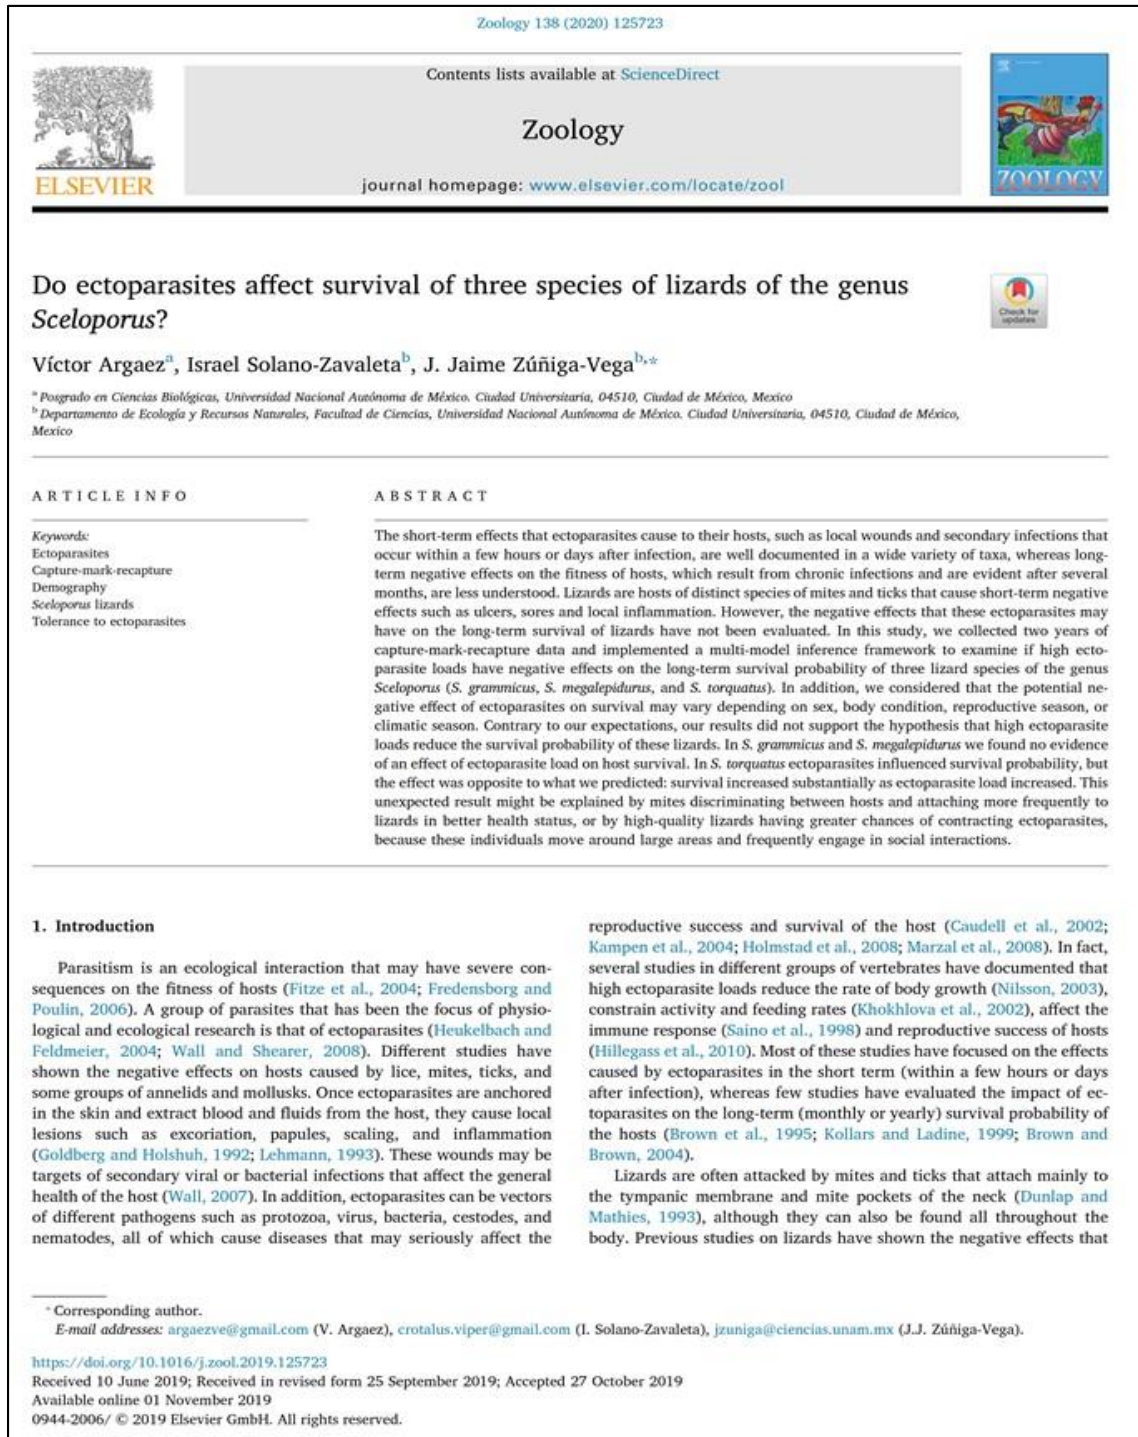 Zoology 138 (2020) 125723
Contents lists available at ScienceDirect
Zoology
journal homepage: www.elsevier.com/locate/zool
ELSEVIER
ZOOLOGY
Do ectoparasites affect survival of three species of lizards of the genus
Sceloporus?
Check for
updates
Víctor Argaezᵃ, Israel Solano-Zavaletaᵇ, J. Jaime Zúñiga-Vegaᵇ,*
ᵃ Posgrado en Ciencias Biológicas, Universidad Nacional Autónoma de México. Ciudad Universitaria, 04510, Ciudad de México, Mexico
ᵇ Departamento de Ecología y Recursos Naturales, Facultad de Ciencias, Universidad Nacional Autónoma de México. Ciudad Universitaria, 04510, Ciudad de México,
Mexico
ARTICLE INFO
Keywords:
Ectoparasites
Capture-mark-recapture
Demography
Sceloporus lizards
Tolerance to ectoparasites
ABSTRACT
The short-term effects that ectoparasites cause to their hosts, such as local wounds and secondary infections that
occur within a few hours or days after infection, are well documented in a wide variety of taxa, whereas long-
term negative effects on the fitness of hosts, which result from chronic infections and are evident after several
months, are less understood. Lizards are hosts of distinct species of mites and ticks that cause short-term negative
effects such as ulcers, sores and local inflammation. However, the negative effects that these ectoparasites may
have on the long-term survival of lizards have not been evaluated. In this study, we collected two years of
capture-mark-recapture data and implemented a multi-model inference framework to examine if high ecto-
parasite loads have negative effects on the long-term survival probability of three lizard species of the genus
Sceloporus (S. grammicus, S. megalepidurus, and S. torquatus). In addition, we considered that the potential ne-
gative effect of ectoparasites on survival may vary depending on sex, body condition, reproductive season, or
climatic season. Contrary to our expectations, our results did not support the hypothesis that high ectoparasite
loads reduce the survival probability of these lizards. In S. grammicus and S. megalepidurus we found no evidence
of an effect of ectoparasite load on host survival. In S. torquatus ectoparasites influenced survival probability, but
the effect was opposite to what we predicted: survival increased substantially as ectoparasite load increased. This
unexpected result might be explained by mites discriminating between hosts and attaching more frequently to
lizards in better health status, or by high-quality lizards having greater chances of contracting ectoparasites,
because these individuals move around large areas and frequently engage in social interactions.
1. Introduction
Parasitism is an ecological interaction that may have severe con-
sequences on the fitness of hosts (Fitze et al., 2004; Fredensborg and
Poulin, 2006). A group of parasites that has been the focus of physio-
logical and ecological research is that of ectoparasites (Heukelbach and
Feldmeier, 2004; Wall and Shearer, 2008). Different studies have
shown the negative effects on hosts caused by lice, mites, ticks, and
some groups of annelids and mollusks. Once ectoparasites are anchored
in the skin and extract blood and fluids from the host, they cause local
lesions such as excoriation, papules, scaling, and inflammation
(Goldberg and Holshuh, 1992; Lehmann, 1993). These wounds may be
targets of secondary viral or bacterial infections that affect the general
health of the host (Wall, 2007). In addition, ectoparasites can be vectors
of different pathogens such as protozoa, virus, bacteria, cestodes, and
nematodes, all of which cause diseases that may seriously affect the
reproductive success and survival of the host (Caudell et al., 2002;
Kampen et al., 2004; Holmstad et al., 2008; Marzal et al., 2008). In fact,
several studies in different groups of vertebrates have documented that
high ectoparasite loads reduce the rate of body growth (Nilsson, 2003),
constrain activity and feeding rates (Khokhlova et al., 2002), affect the
immune response (Saino et al., 1998) and reproductive success of hosts
(Hillegass et al., 2010). Most of these studies have focused on the effects
caused by ectoparasites in the short term (within a few hours or days
after infection), whereas few studies have evaluated the impact of ec-
toparasites on the long-term (monthly or yearly) survival probability of
the hosts (Brown et al., 1995; Kollars and Ladine, 1999; Brown and
Brown, 2004).
Lizards are often attacked by mites and ticks that attach mainly to
the tympanic membrane and mite pockets of the neck (Dunlap and
Mathies, 1993), although they can also be found all throughout the
body. Previous studies on lizards have shown the negative effects that
* Corresponding author.
E-mail addresses: argaezve@gmail.com (V. Argaez), crotalus.viper@gmail.com (I. Solano-Zavaleta), jzuniga@ciencias.unam.mx (J.J. Zúñiga-Vega).
https://doi.org/10.1016/j.zool.2019.125723
Received 10 June 2019; Received in revised form 25 September 2019; Accepted 27 October 2019
Available online 01 November 2019
0944-2006/ © 2019 Elsevier GmbH. All rights reserved.